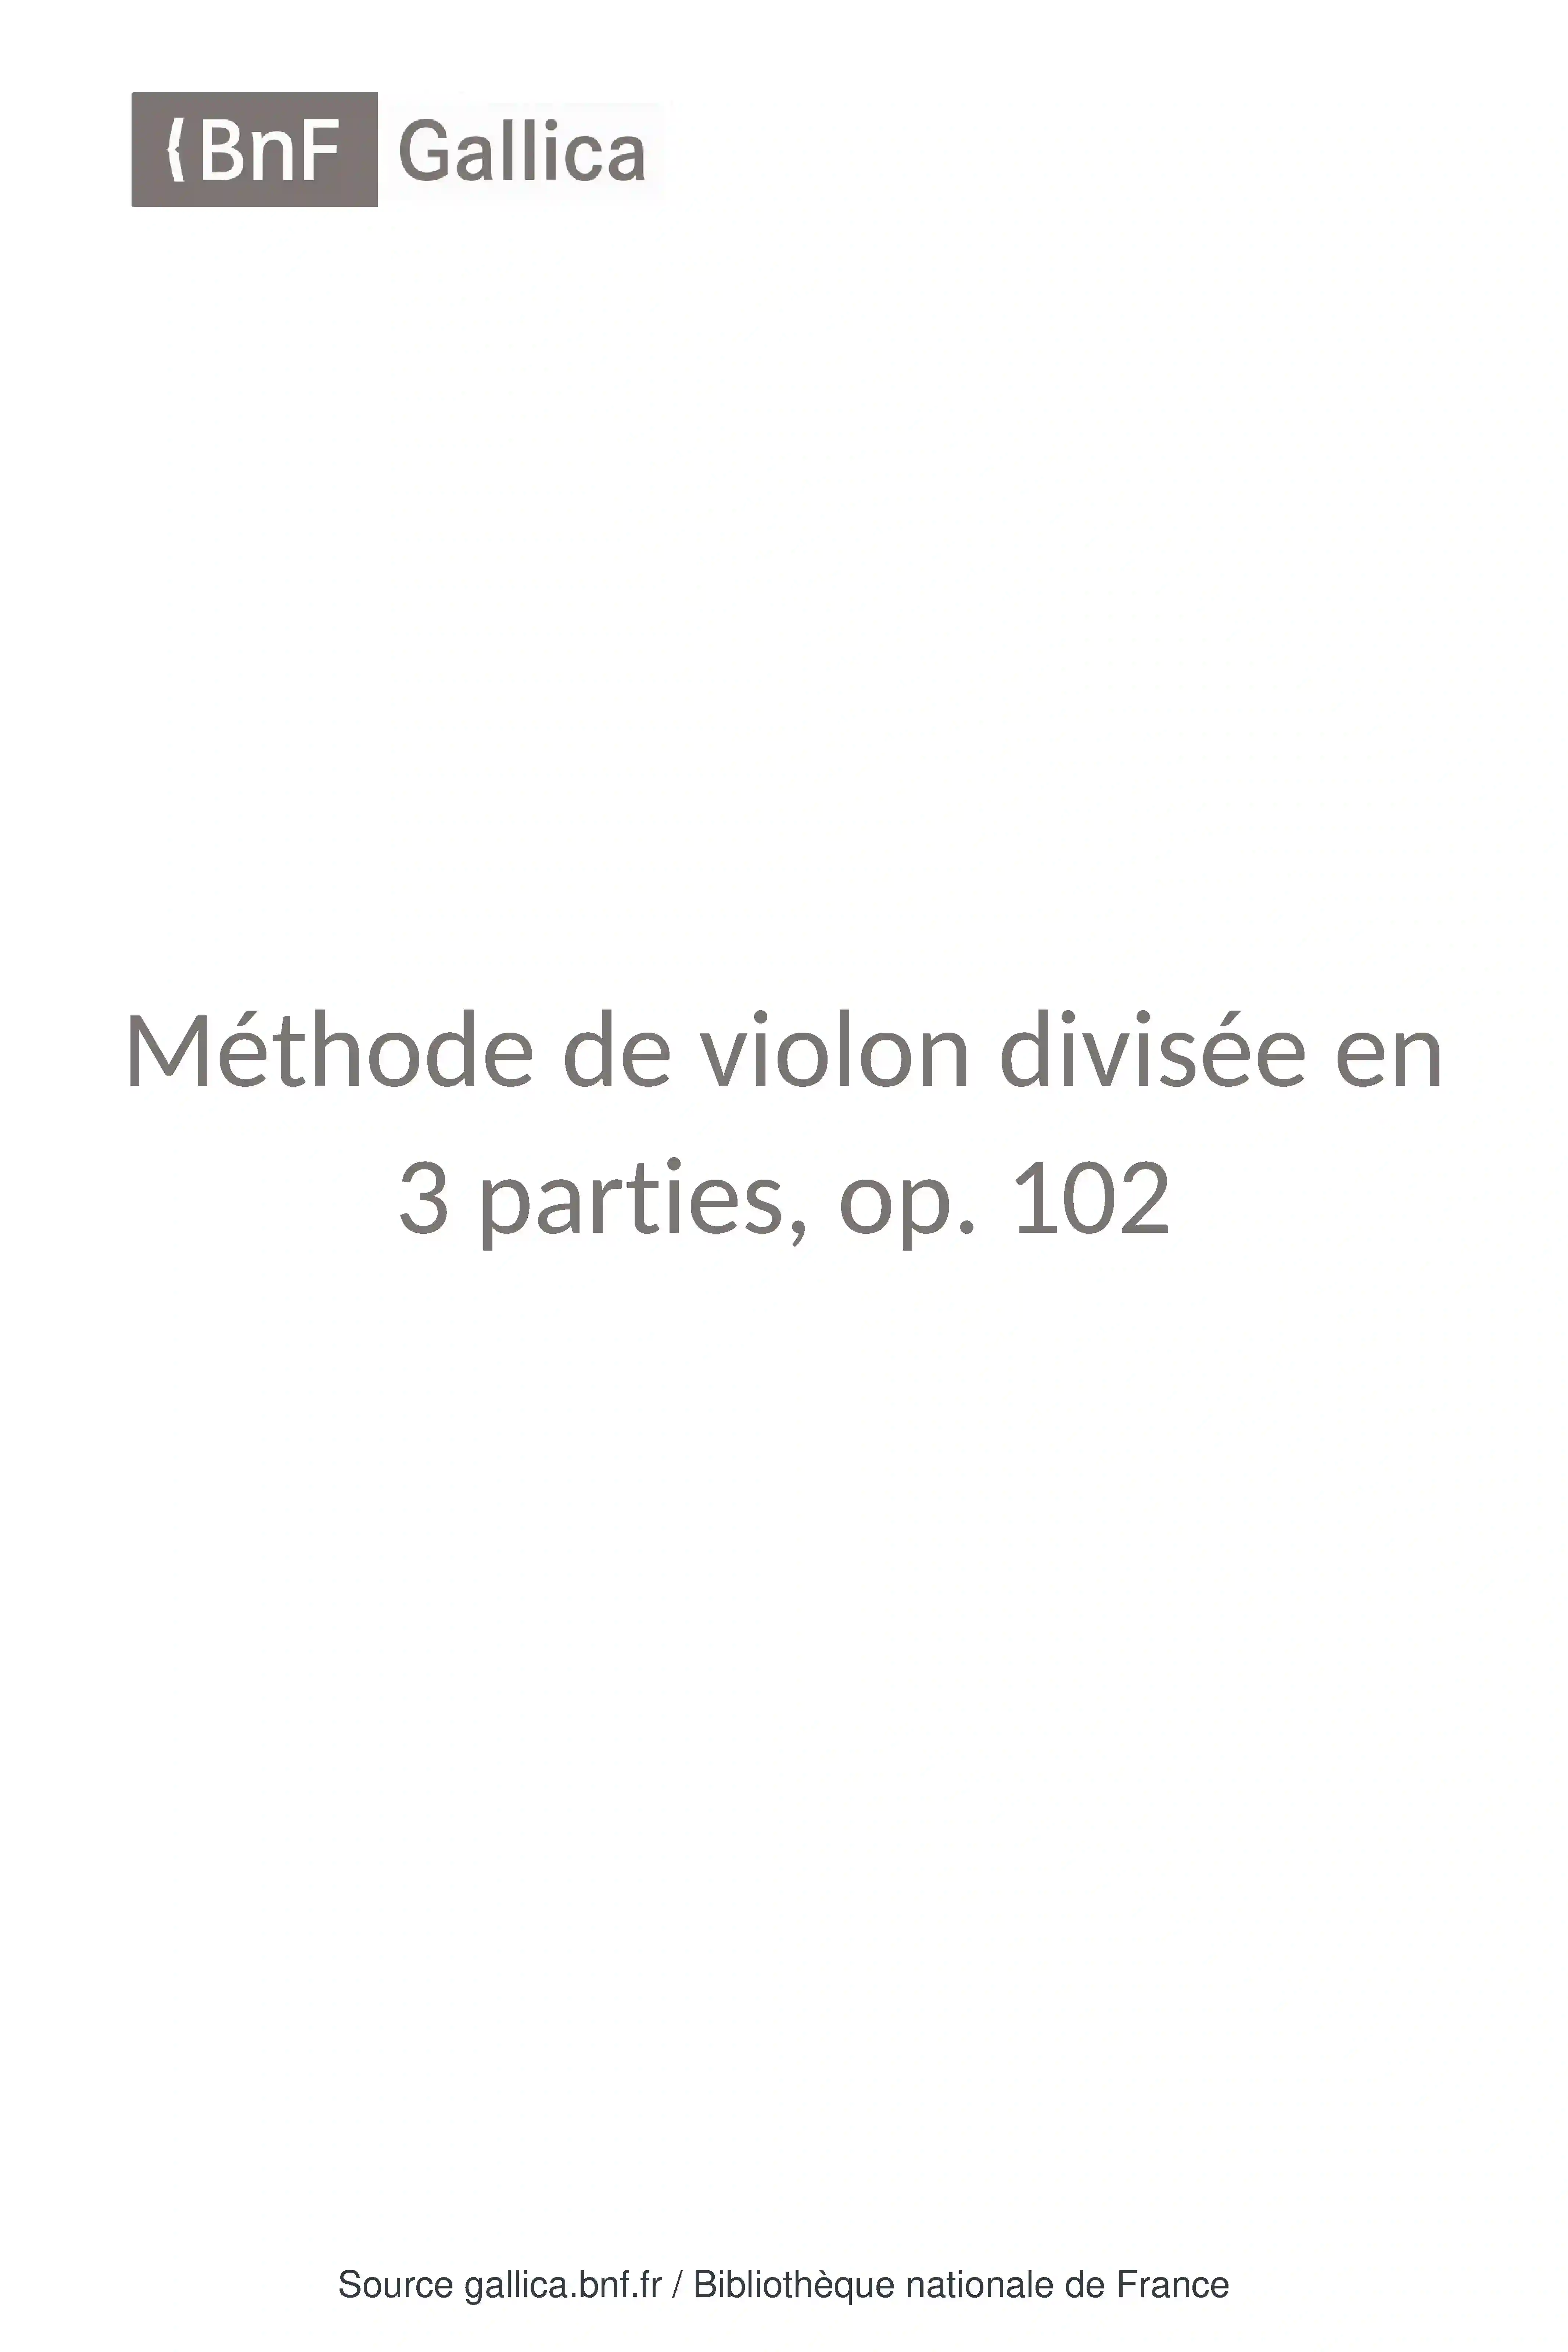 {BnF Gallica
Méthode de violon divisée en
3 parties, op. 102
Source gallica.bnf.fr / Bibliothèque nationale de France